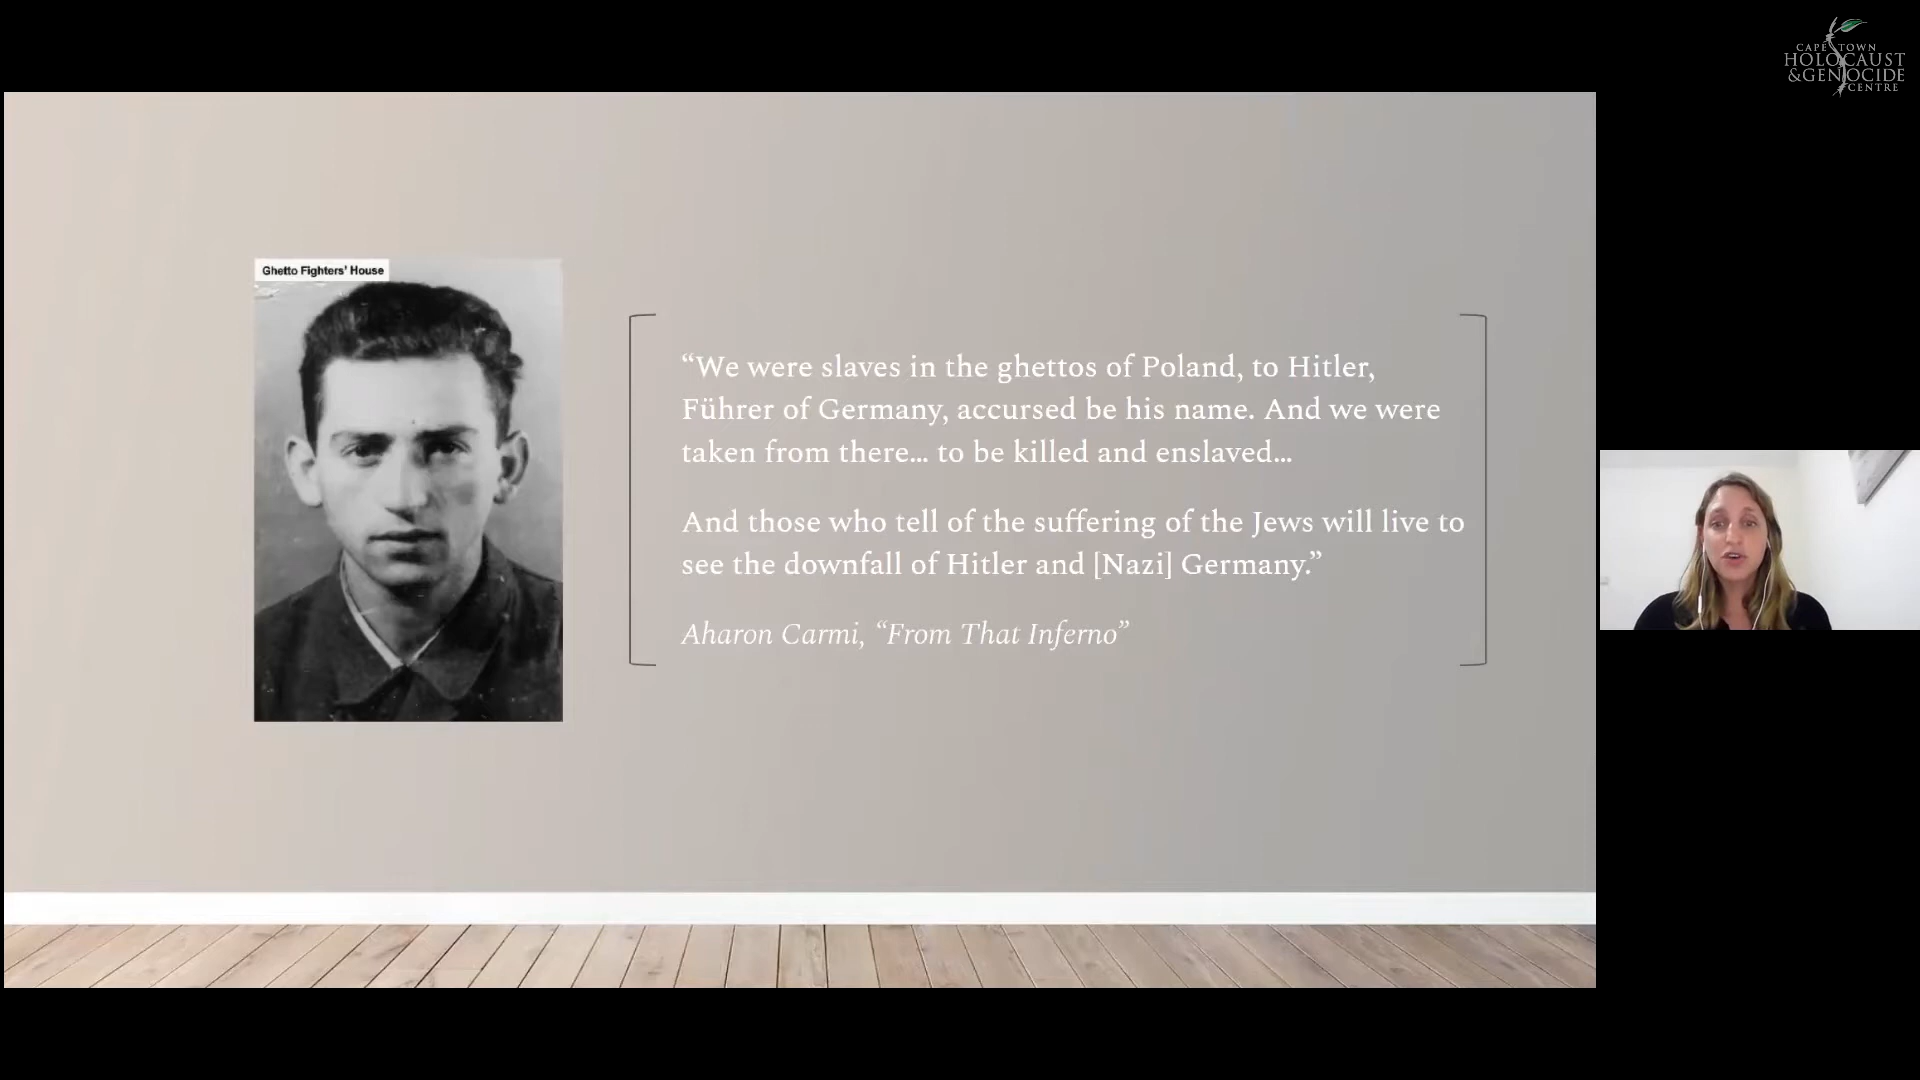 CAPE TOWN
HOLOCAUST
& GENOCIDE
CENTRE
Ghetto Fighters' House
“We were slaves in the ghettos of Poland, to Hitler,
Führer of Germany, accursed be his name. And we were
taken from there... to be killed and enslaved...
And those who tell of the suffering of the Jews will live to
see the downfall of Hitler and [Nazi] Germany.”
Aharon Carmi, “From That Inferno”